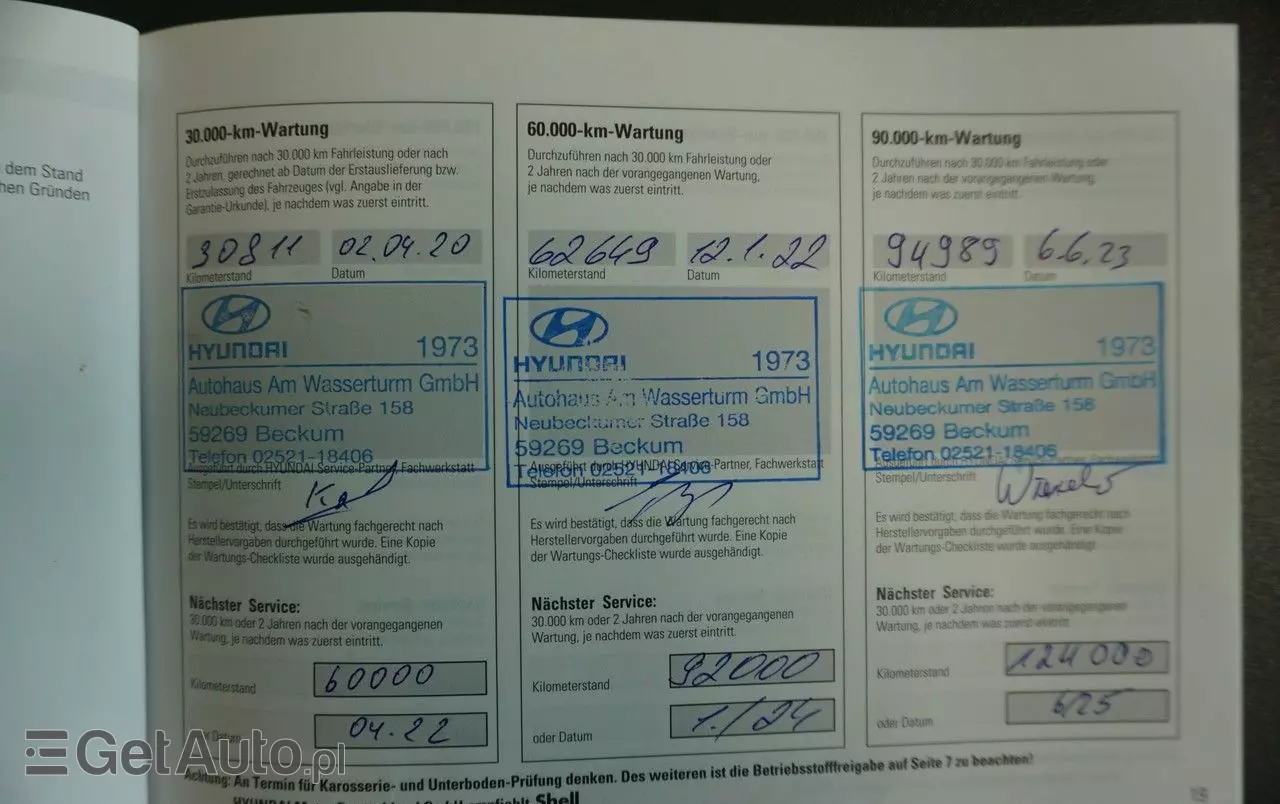 dem Stand
hen Gründen
30.000-km-Wartung
Durchzuführen nach 30.000 km Fahrleistung oder nach
2 Jahren, gerechnet ab Datum der Erstauslieferung bzw.
Erstzulassung des Fahrzeuges (vgl. Angabe in der
Garantie-Urkunde), je nachdem was zuerst eintritt.
30811 02.04.20
Kilometerstand Datum
HYUNDAI 1973
Autohaus Am Wasserturm GmbH
Neubeckumer Straße 158
59269 Beckum
Telefon 02521-18406
Ausgeführt durch HYUNDAI Service-Partner, Fachwerkstatt
Stempel/Unterschrift
Es wird bestätigt, dass die Wartung fachgerecht nach
Herstellervorgaben durchgeführt wurde. Eine Kopie
der Wartungs-Checkliste wurde ausgehändigt.
Nächster Service:
30.000 km oder 2 Jahren nach der vorangegangenen
Wartung, je nachdem was zuerst eintritt.
Kilometerstand 60000
oder Datum 04.22
60.000-km-Wartung
Durchzuführen nach 30.000 km Fahrleistung oder
2 Jahren nach der vorangegangenen Wartung,
je nachdem was zuerst eintritt.
62649 12.1.22
Kilometerstand Datum
HYUNDAI 1973
Autohaus Am Wasserturm GmbH
Neubeckumer Straße 158
59269 Beckum
Telefon 02521-18406
Ausgeführt durch HYUNDAI Service-Partner, Fachwerkstatt
Stempel/Unterschrift
Es wird bestätigt, dass die Wartung fachgerecht nach
Herstellervorgaben durchgeführt wurde. Eine Kopie
der Wartungs-Checkliste wurde ausgehändigt.
Nächster Service:
30.000 km oder 2 Jahren nach der vorangegangenen
Wartung, je nachdem was zuerst eintritt.
Kilometerstand 92000
oder Datum 1./24
90.000-km-Wartung
Durchzuführen nach 30.000 km Fahrleistung oder
2 Jahren nach der vorangegangenen Wartung,
je nachdem was zuerst eintritt.
94989 6.6.23
Kilometerstand Datum
HYUNDAI 1973
Autohaus Am Wasserturm GmbH
Neubeckumer Straße 158
59269 Beckum
Telefon 02521-18406
Stempel/Unterschrift
Es wird bestätigt, dass die Wartung fachgerecht nach
Herstellervorgaben durchgeführt wurde. Eine Kopie
der Wartungs-Checkliste wurde ausgehändigt.
Nächster Service:
30.000 km oder 2 Jahren nach der vorangegangenen
Wartung, je nachdem was zuerst eintritt.
Kilometerstand 124000
oder Datum 6/25
Achtung: An Termin für Karosserie- und Unterboden-Prüfung denken. Des weiteren ist die Betriebsstofffreigabe auf Seite 7 zu beachten!
Shell
15
GetAuto.pl